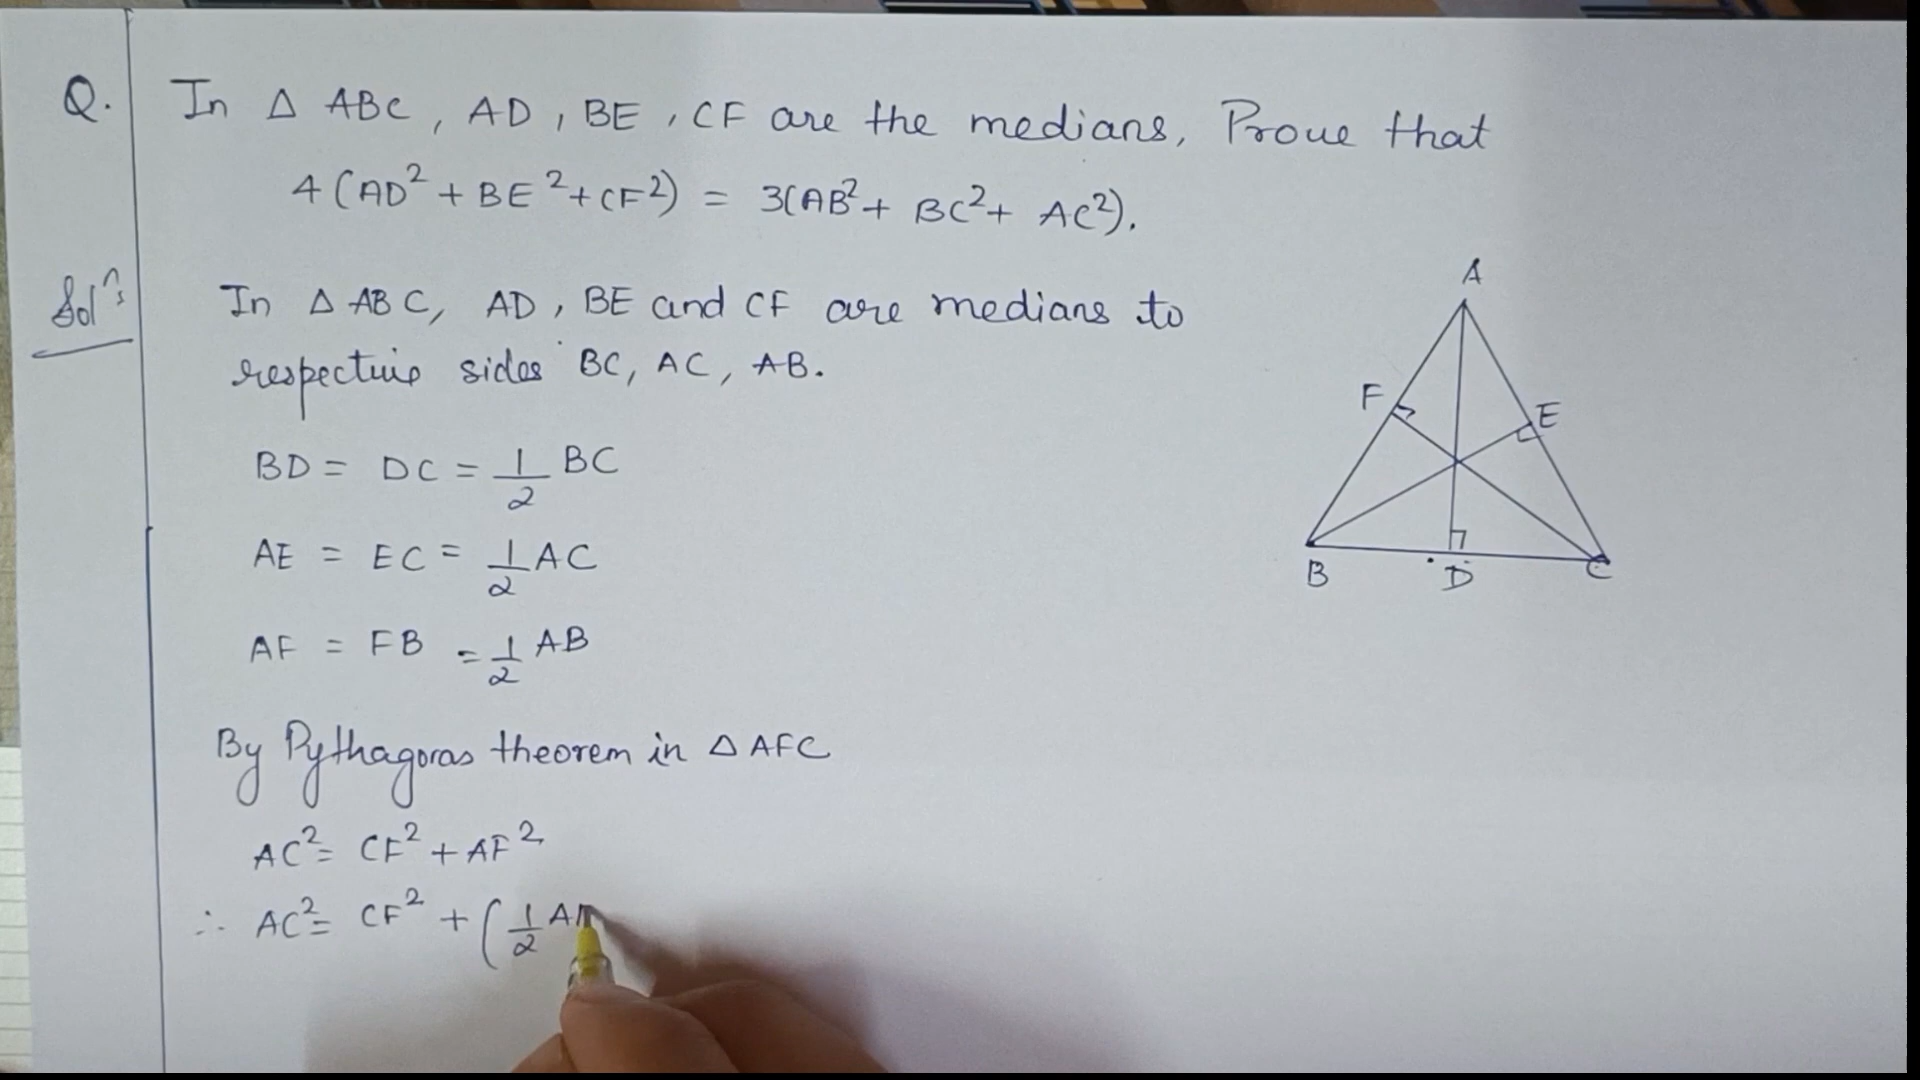 Q. In Δ ABC, AD, BE, CF are the medians, Prove that
4(AD²+BE²+CF²) = 3(AB²+ BC²+ AC²).
Solⁿ: In Δ ABC, AD, BE and CF are medians to
respective sides BC, AC, AB.
BD = DC = 1/2 BC
AE = EC = 1/2 AC
AF = FB = 1/2 AB
By Pythagoras theorem in Δ AFC
AC² = CF² + AF²
∴ AC² = CF² + (1/2 A
A
F
E
B
D
C